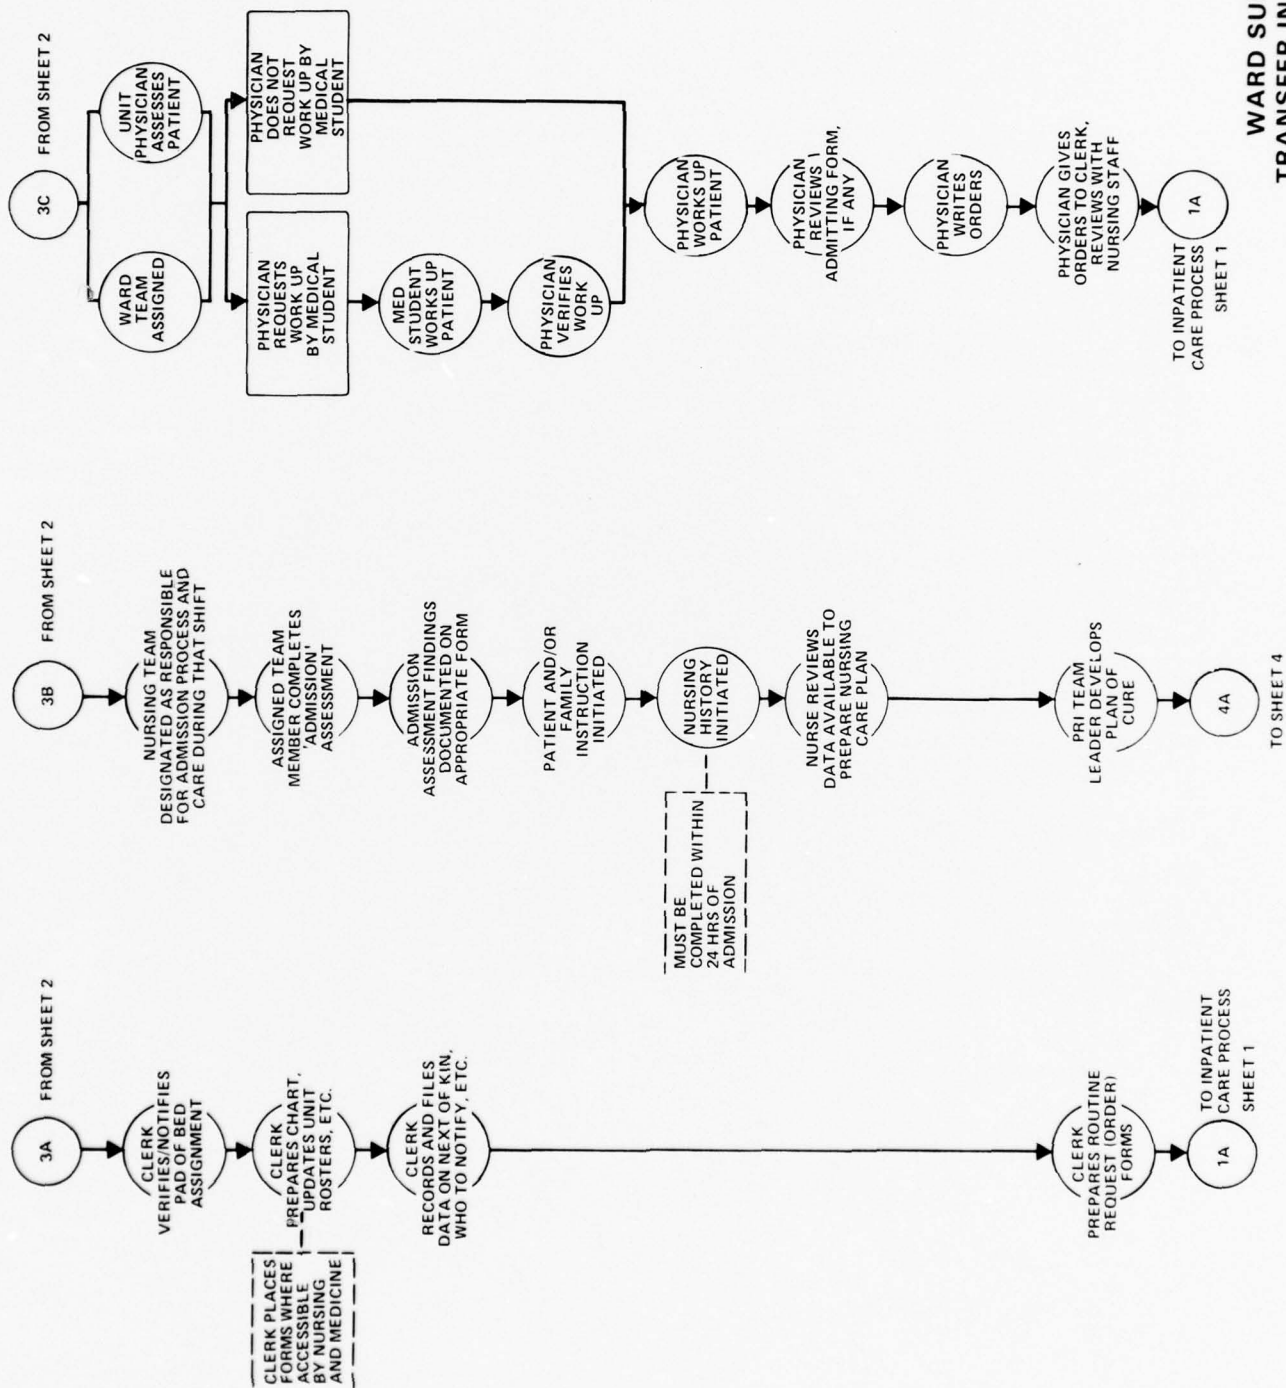 3A
FROM SHEET 2
CLERK
VERIFIES/NOTIFIES
PAD OF BED
ASSIGNMENT
CLERK
PREPARES CHART,
UPDATES UNIT
ROSTERS, ETC.
CLERK PLACES
FORMS WHERE
ACCESSIBLE
BY NURSING
AND MEDICINE
CLERK
RECORDS AND FILES
DATA ON NEXT OF KIN,
WHO TO NOTIFY, ETC.
CLERK
PREPARES ROUTINE
REQUEST (ORDER)
FORMS
1A
TO INPATIENT
CARE PROCESS
SHEET 1
3B
FROM SHEET 2
NURSING TEAM
DESIGNATED AS RESPONSIBLE
FOR ADMISSION PROCESS AND
CARE DURING THAT SHIFT
ASSIGNED TEAM
MEMBER COMPLETES
'ADMISSION'
ASSESSMENT
ADMISSION
ASSESSMENT FINDINGS
DOCUMENTED ON
APPROPRIATE FORM
PATIENT AND/OR
FAMILY
INSTRUCTION
INITIATED
NURSING
HISTORY
INITIATED
MUST BE
COMPLETED WITHIN
24 HRS OF
ADMISSION
NURSE REVIEWS
DATA AVAILABLE TO
PREPARE NURSING
CARE PLAN
PRI TEAM
LEADER DEVELOPS
PLAN OF
CURE
4A
TO SHEET 4
3C
FROM SHEET 2
WARD
TEAM
ASSIGNED
UNIT
PHYSICIAN
ASSESSES
PATIENT
PHYSICIAN
REQUESTS
WORK UP
BY MEDICAL
STUDENT
PHYSICIAN
DOES NOT
REQUEST
WORK UP BY
MEDICAL
STUDENT
MED
STUDENT
WORKS UP
PATIENT
PHYSICIAN
VERIFIES
WORK
UP
PHYSICIAN
WORKS UP
PATIENT
PHYSICIAN
REVIEWS
ADMITTING FORM,
IF ANY
PHYSICIAN
WRITES
ORDERS
PHYSICIAN GIVES
ORDERS TO CLERK,
REVIEWS WITH
NURSING STAFF
1A
TO INPATIENT
CARE PROCESS
SHEET 1
WARD SU
TRANSFER IN